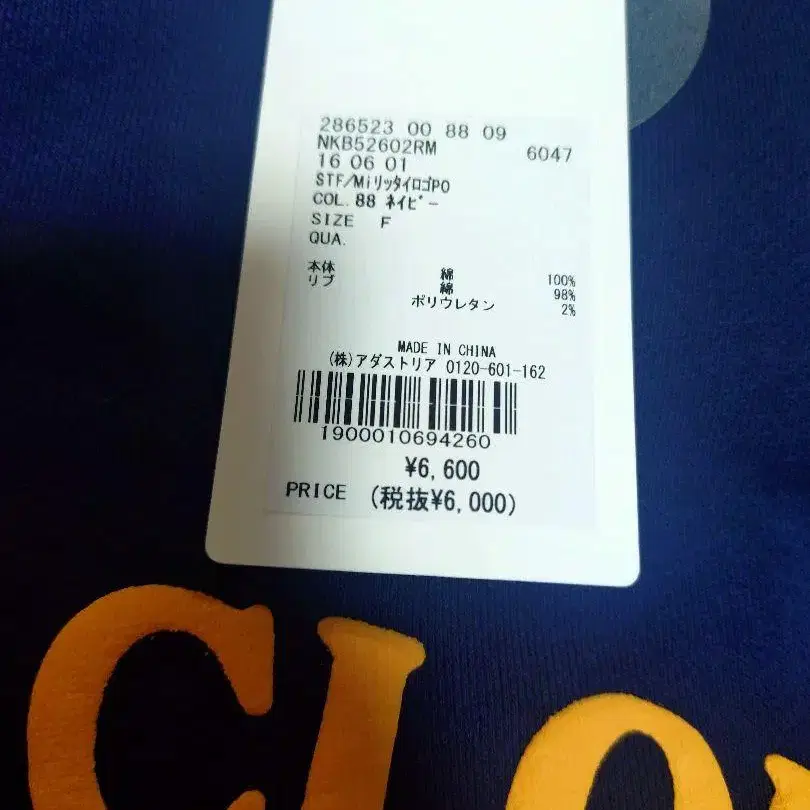 286523 00 88 09
NKB52602RM 6047
16 06 01
STF/MiリッタイロゴPO
COL.88 ネイビー
SIZE F
QUA.
本体 綿 100%
リブ 綿 98%
ポリウレタン 2%
MADE IN CHINA
(株)アダストリア 0120-601-162
1900010694260
¥6,600
PRICE (税抜¥6,000)
CLO